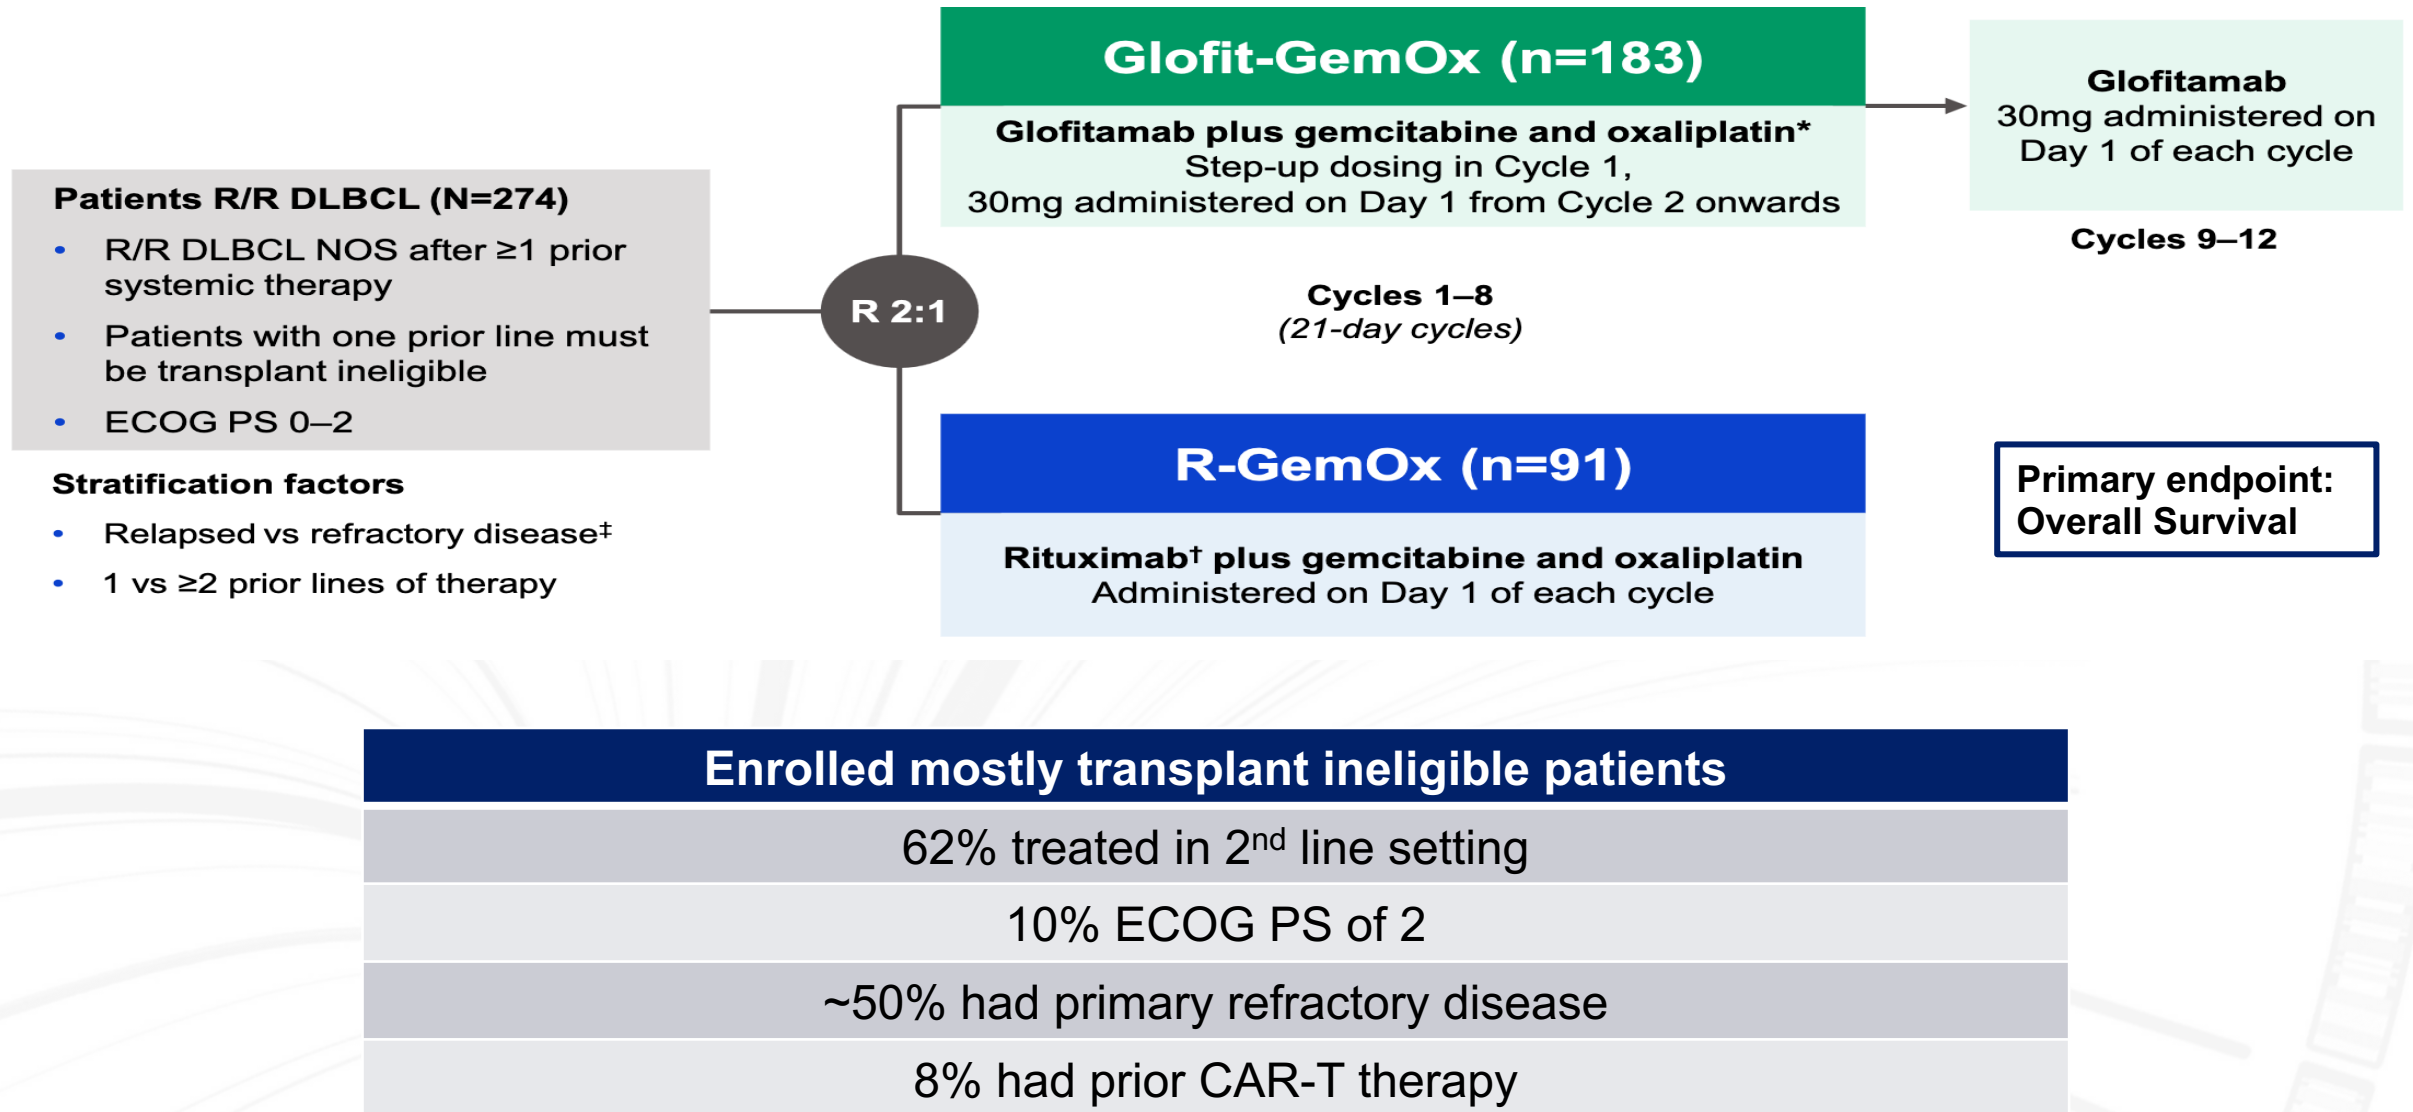 Patients R/R DLBCL (N=274)
• R/R DLBCL NOS after ≥1 prior
systemic therapy
• Patients with one prior line must
be transplant ineligible
• ECOG PS 0–2
Stratification factors
• Relapsed vs refractory disease‡
• 1 vs ≥2 prior lines of therapy
R 2:1
Glofit-GemOx (n=183)
Glofitamab plus gemcitabine and oxaliplatin*
Step-up dosing in Cycle 1,
30mg administered on Day 1 from Cycle 2 onwards
Cycles 1–8
(21-day cycles)
R-GemOx (n=91)
Rituximab† plus gemcitabine and oxaliplatin
Administered on Day 1 of each cycle
Glofitamab
30mg administered on
Day 1 of each cycle
Cycles 9–12
Primary endpoint:
Overall Survival
Enrolled mostly transplant ineligible patients
62% treated in 2nd line setting
10% ECOG PS of 2
~50% had primary refractory disease
8% had prior CAR-T therapy